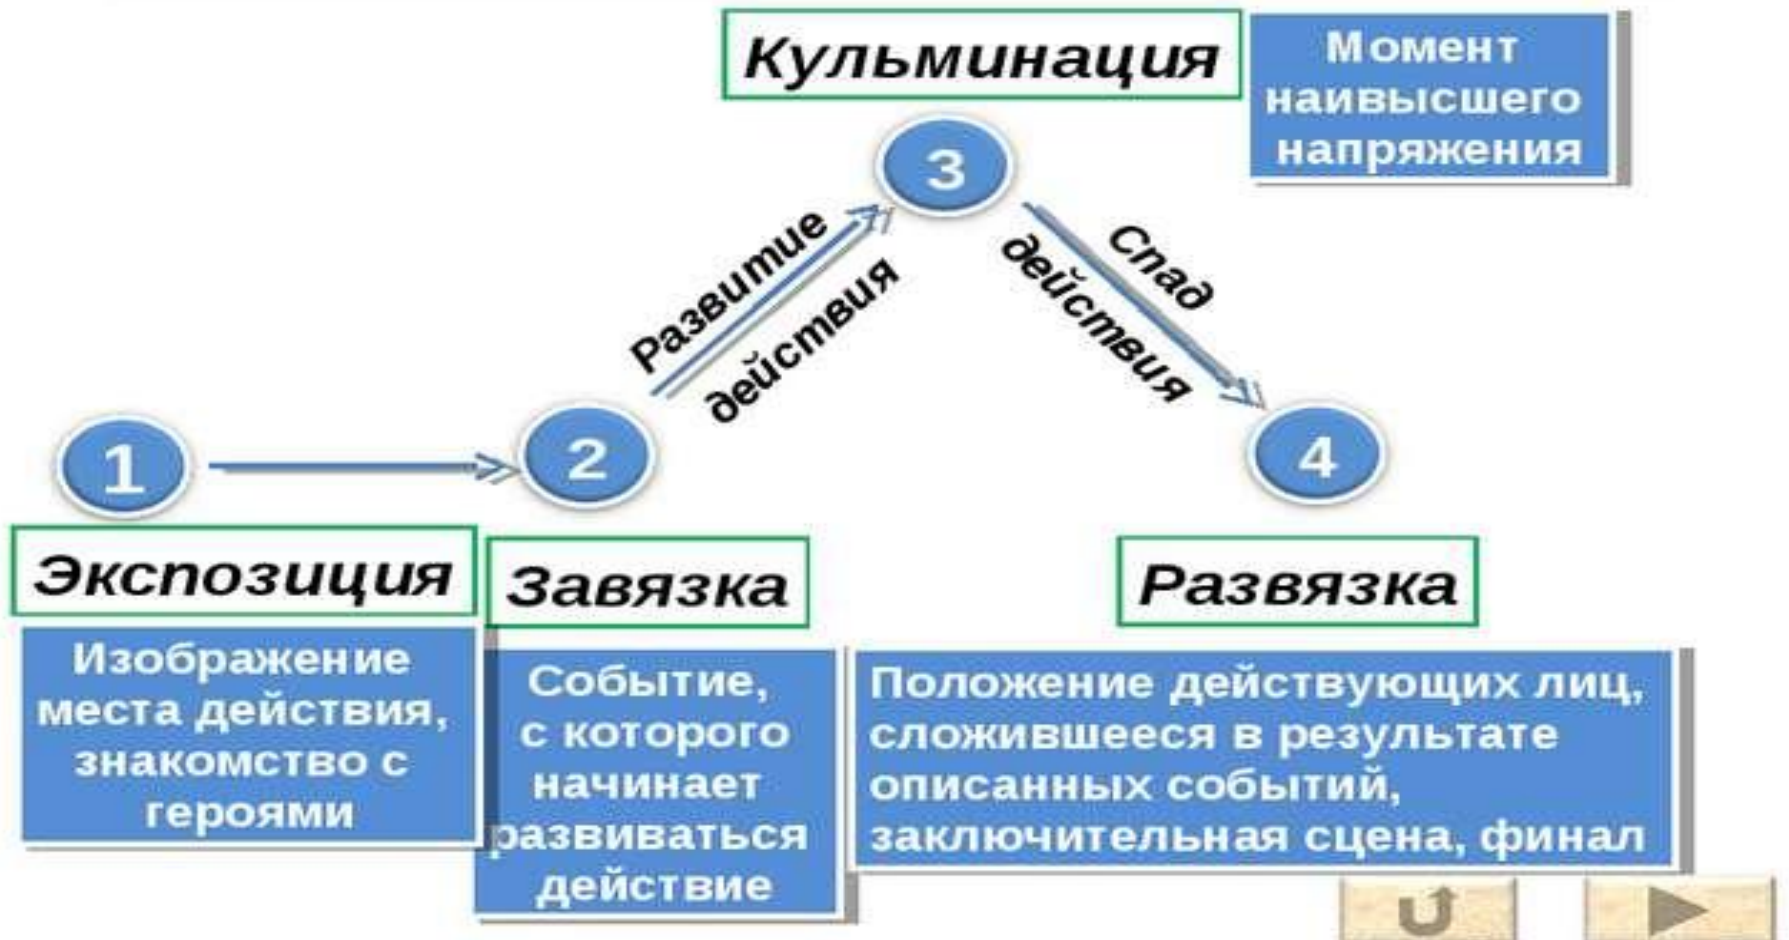 Кульминация
Момент
наивысшего
напряжения
3
Развитие
действия
Спад
действия
1
2
4
Экспозиция
Изображение
места действия,
знакомство с
героями
Завязка
Событие,
с которого
начинает
развиваться
действие
Развязка
Положение действующих лиц,
сложившееся в результате
описанных событий,
заключительная сцена, финал